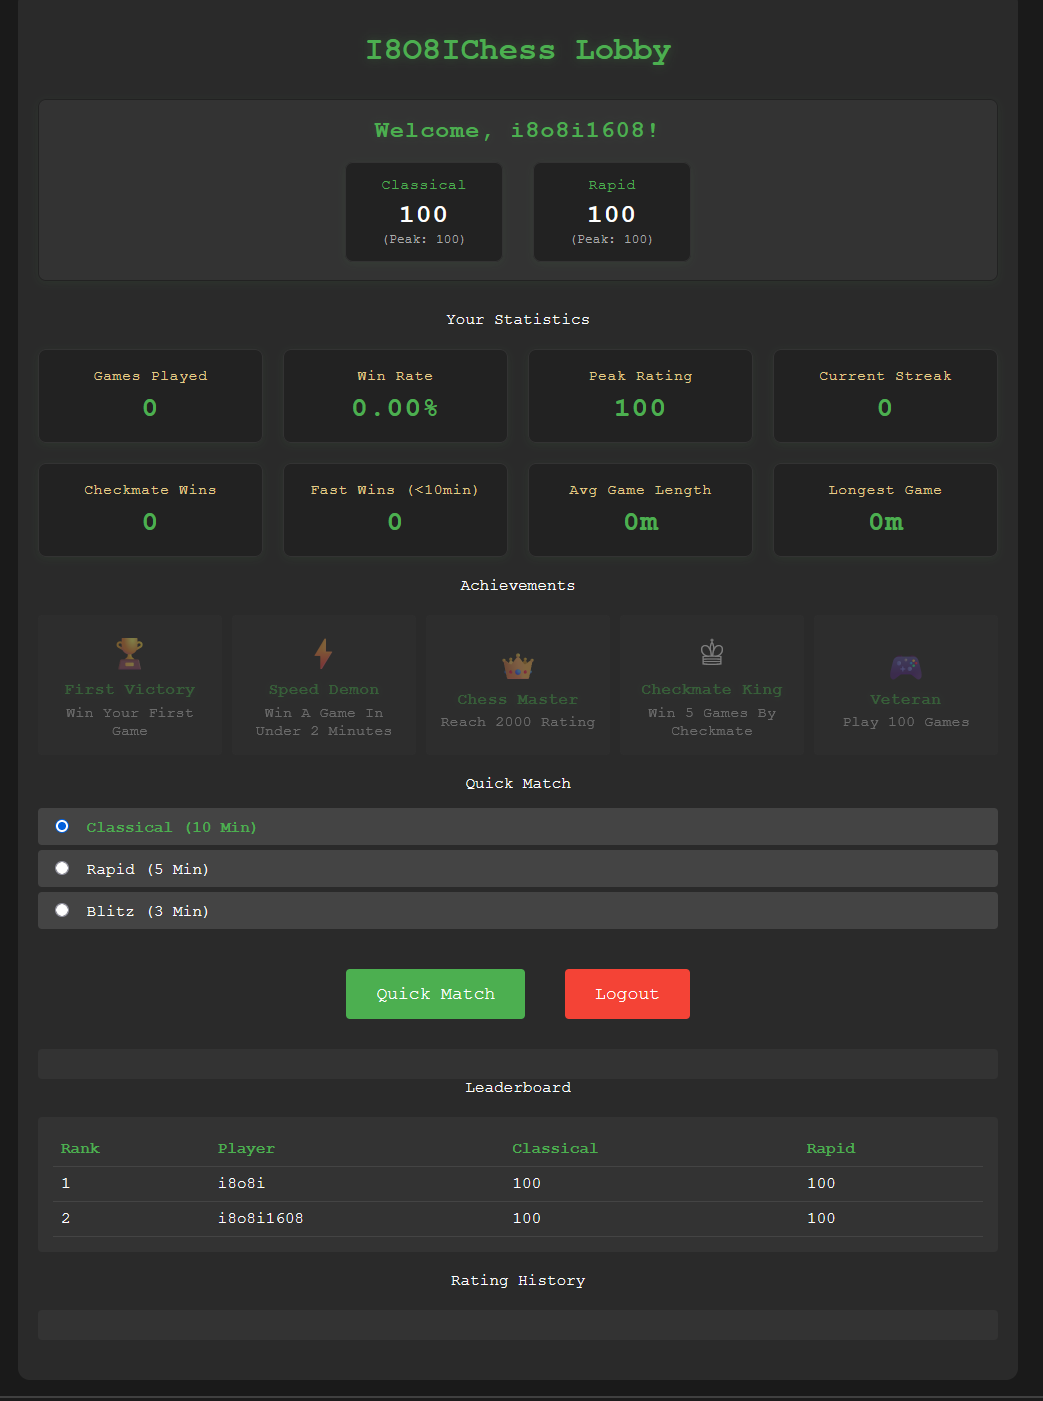 I8O8IChess Lobby
Welcome, i8o8i1608!
Classical
100
(Peak: 100)
Rapid
100
(Peak: 100)
Your Statistics
Games Played
0
Win Rate
0.00%
Peak Rating
100
Current Streak
0
Checkmate Wins
0
Fast Wins (<10min)
0
Avg Game Length
0m
Longest Game
0m
Achievements
First Victory
Win Your First
Game
Speed Demon
Win A Game In
Under 2 Minutes
Chess Master
Reach 2000 Rating
Checkmate King
Win 5 Games By
Checkmate
Veteran
Play 100 Games
Quick Match
Classical (10 Min)
Rapid (5 Min)
Blitz (3 Min)
Quick Match
Logout
Leaderboard
Rank Player Classical Rapid
1 i8o8i 100 100
2 i8o8i1608 100 100
Rating History